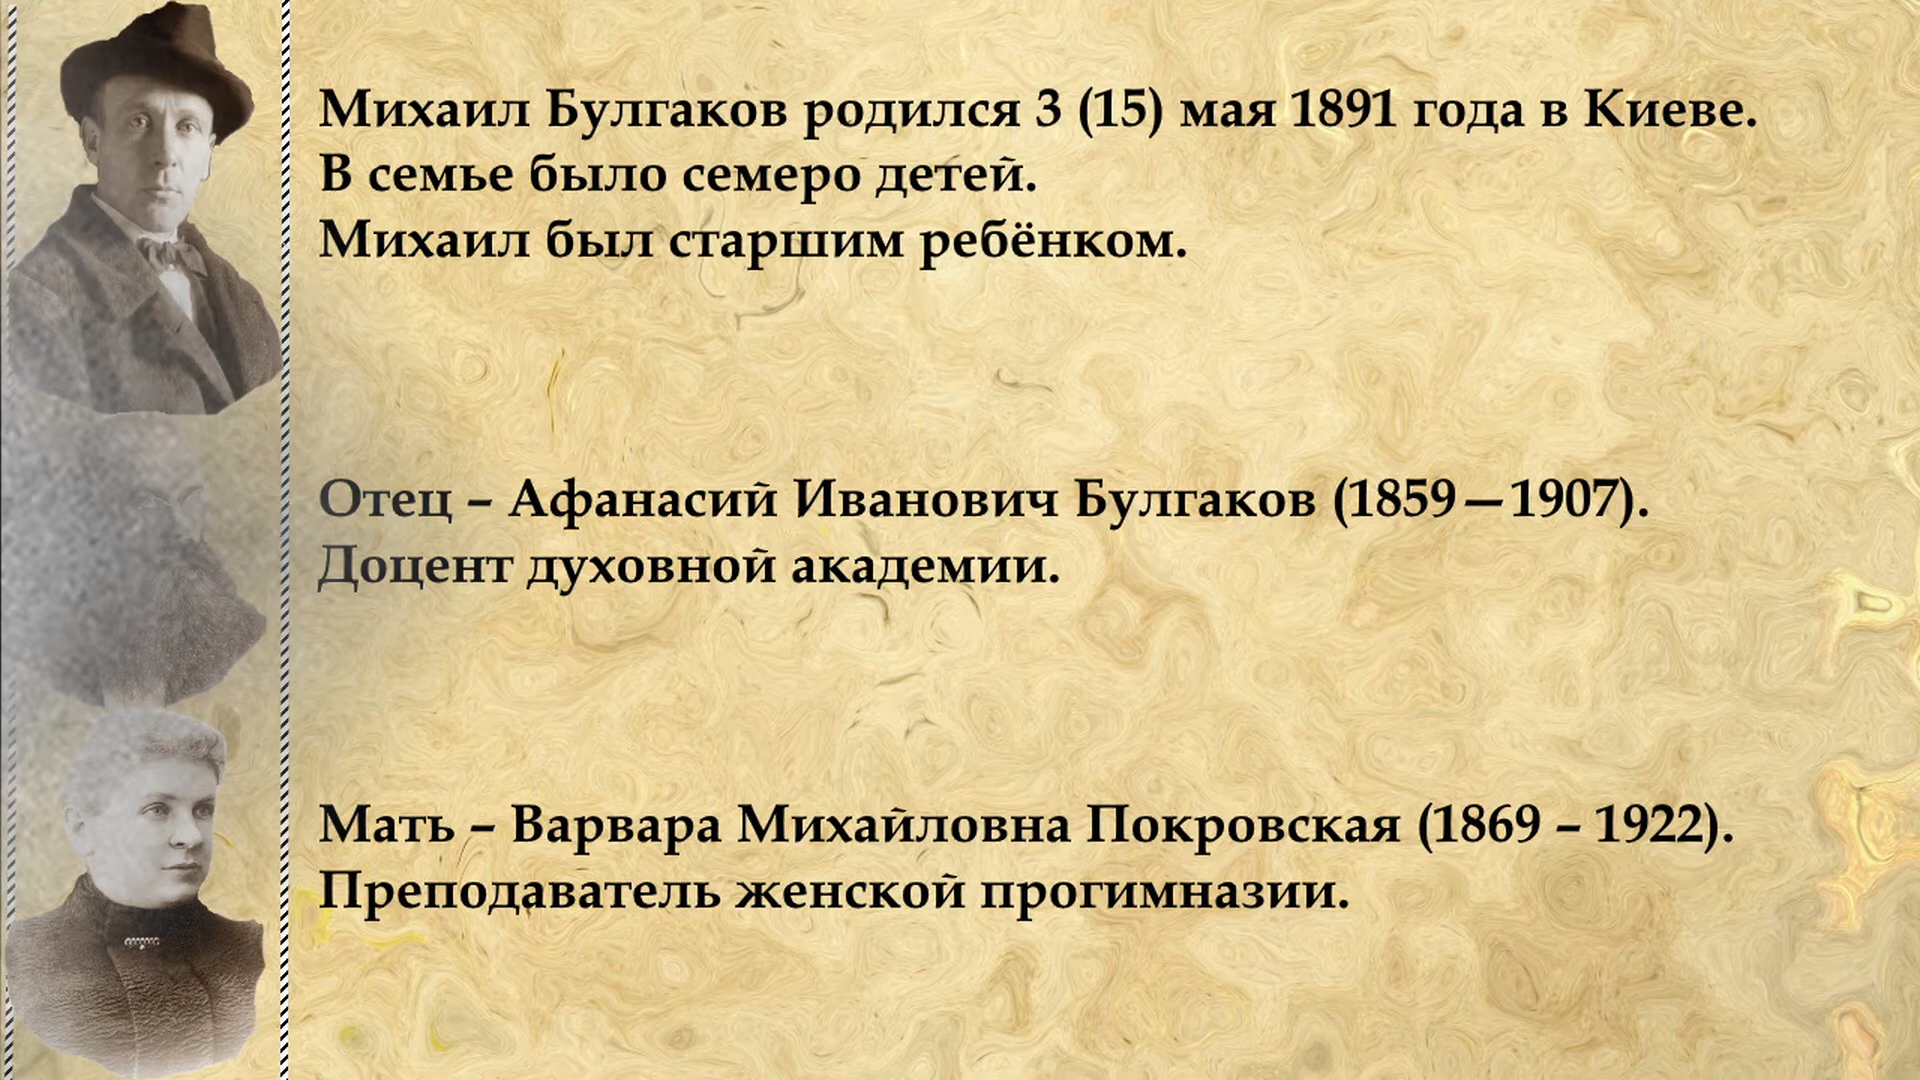 Михаил Булгаков родился 3 (15) мая 1891 года в Киеве.
В семье было семеро детей.
Михаил был старшим ребёнком.
Отец – Афанасий Иванович Булгаков (1859—1907).
Доцент духовной академии.
Мать – Варвара Михайловна Покровская (1869 – 1922).
Преподаватель женской прогимназии.